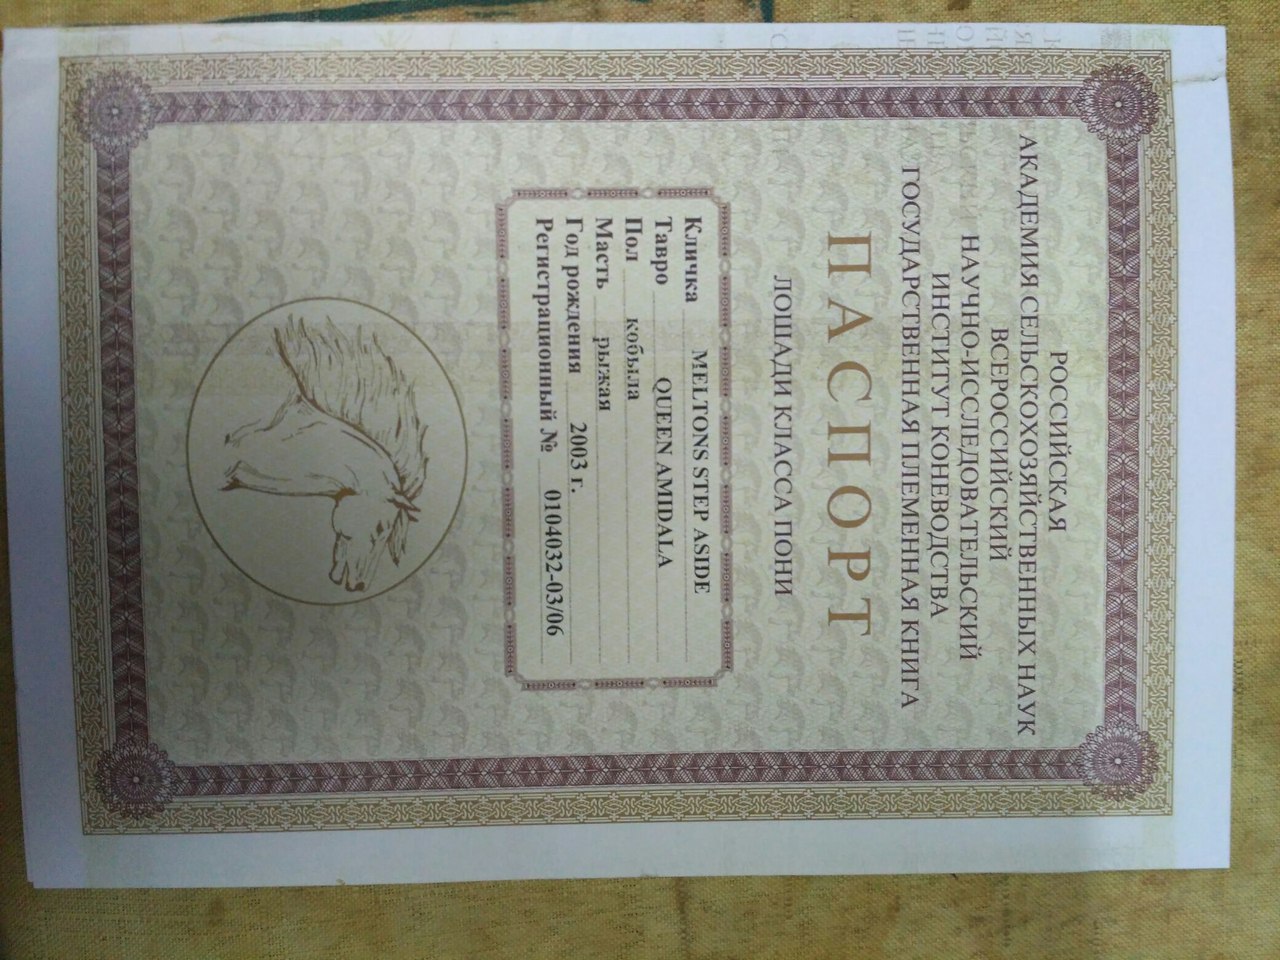 РОССИЙСКАЯ
АКАДЕМИЯ СЕЛЬСКОХОЗЯЙСТВЕННЫХ НАУК
ВСЕРОССИЙСКИЙ
НАУЧНО-ИССЛЕДОВАТЕЛЬСКИЙ
ИНСТИТУТ КОНЕВОДСТВА
ГОСУДАРСТВЕННАЯ ПЛЕМЕННАЯ КНИГА
ПАСПОРТ
ЛОШАДИ КЛАССА ПОНИ
Кличка MELTONS STEP ASIDE
Тавро QUEEN AMIDALA
Пол кобыла
Масть рыжая
Год рождения 2003 г.
Регистрационный № 0104032-03/06